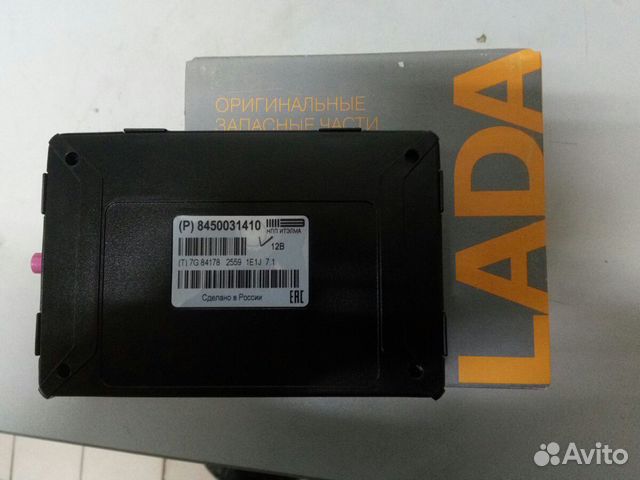 ОРИГИНАЛЬНЫЕ
ЗАПАСНЫЕ ЧАСТИ
LADA
(P) 8450031410
НПП ИТЭЛМА
12В
(T) 7G 84178 2559 1E1J 7.1
Сделано в России
EAC
Avito